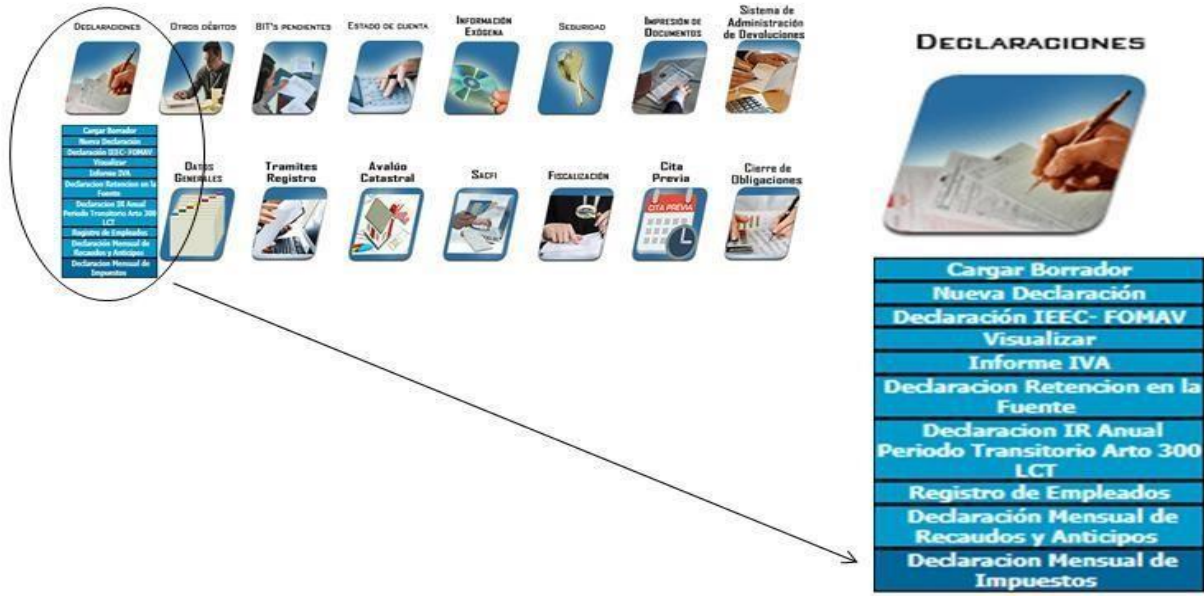 DECLARACIONES
OTROS DÉBITOS
BIT's PENDIENTES
ESTADO DE CUENTA
INFORMACIÓN
EXÓGENA
SEGURIDAD
IMPRESIÓN DE
DOCUMENTOS
Sistema de
Administración
de Devoluciones
Cargar Borrador
Nueva Declaración
Declaración IEEC- FOMAV
Visualizar
Informe IVA
Declaracion Retencion en la
Fuente
Declaracion IR Anual
Periodo Transitorio Arto 300
LCT
Registro de Empleados
Declaración Mensual de
Recaudos y Anticipos
Declaracion Mensual de
Impuestos
DATOS
GENERALES
Tramites
Registro
Avalúo
Catastral
SACFI
FISCALIZACIÓN
Cita
Previa
CITA PREVIA
Cierre de
Obligaciones
DECLARACIONES
Cargar Borrador
Nueva Declaración
Declaración IEEC- FOMAV
Visualizar
Informe IVA
Declaracion Retencion en la
Fuente
Declaracion IR Anual
Periodo Transitorio Arto 300
LCT
Registro de Empleados
Declaración Mensual de
Recaudos y Anticipos
Declaracion Mensual de
Impuestos